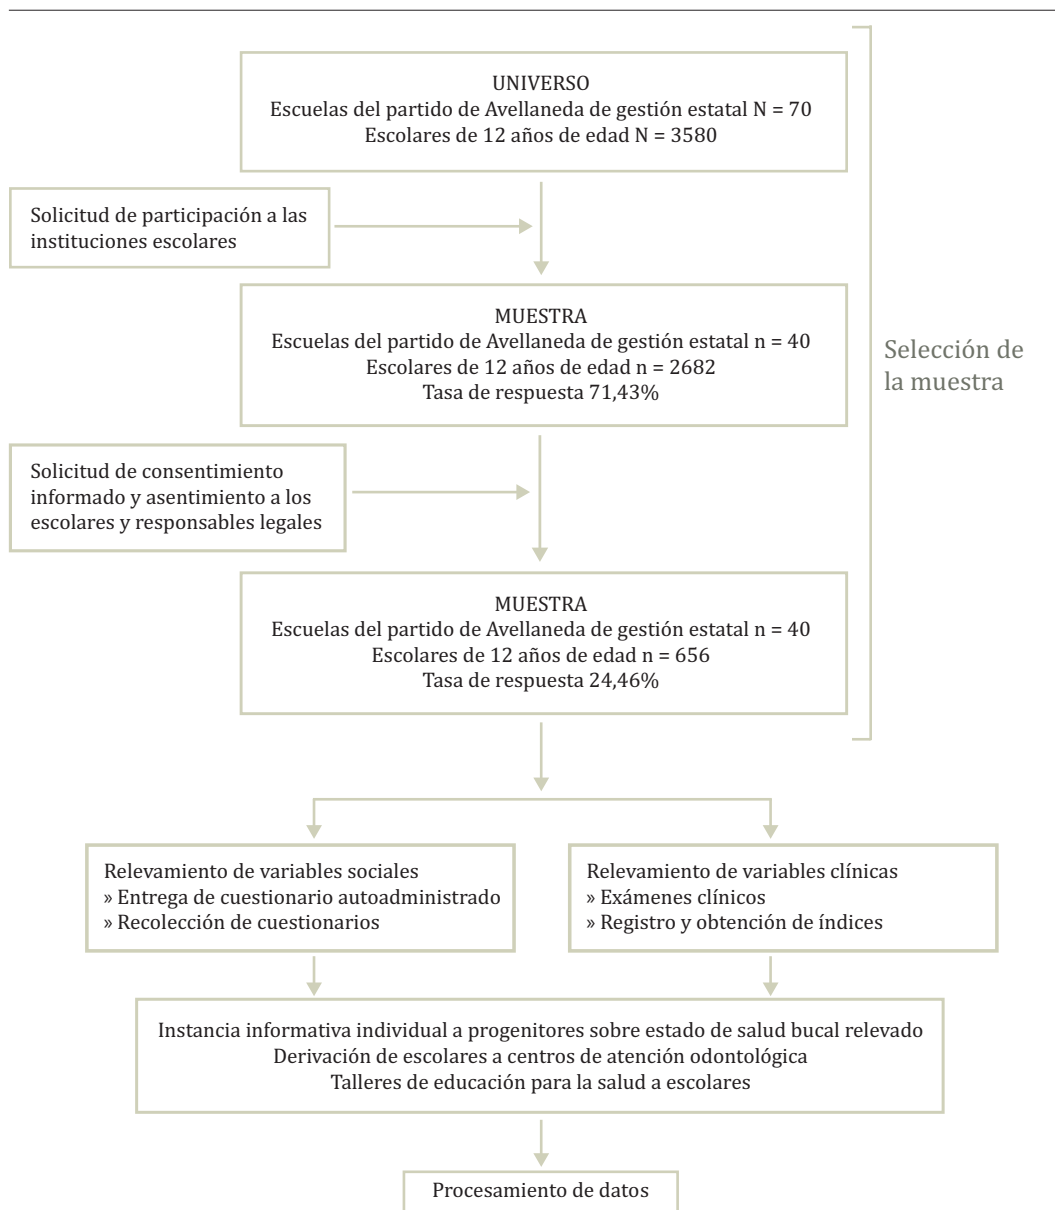 UNIVERSO
Escuelas del partido de Avellaneda de gestión estatal N = 70
Escolares de 12 años de edad N = 3580
Solicitud de participación a las
instituciones escolares
MUESTRA
Escuelas del partido de Avellaneda de gestión estatal n = 40
Escolares de 12 años de edad n = 2682
Tasa de respuesta 71,43%
Selección de
la muestra
Solicitud de consentimiento
informado y asentimiento a los
escolares y responsables legales
MUESTRA
Escuelas del partido de Avellaneda de gestión estatal n = 40
Escolares de 12 años de edad n = 656
Tasa de respuesta 24,46%
Relevamiento de variables sociales
» Entrega de cuestionario autoadministrado
» Recolección de cuestionarios
Relevamiento de variables clínicas
» Exámenes clínicos
» Registro y obtención de índices
Instancia informativa individual a progenitores sobre estado de salud bucal relevado
Derivación de escolares a centros de atención odontológica
Talleres de educación para la salud a escolares
Procesamiento de datos